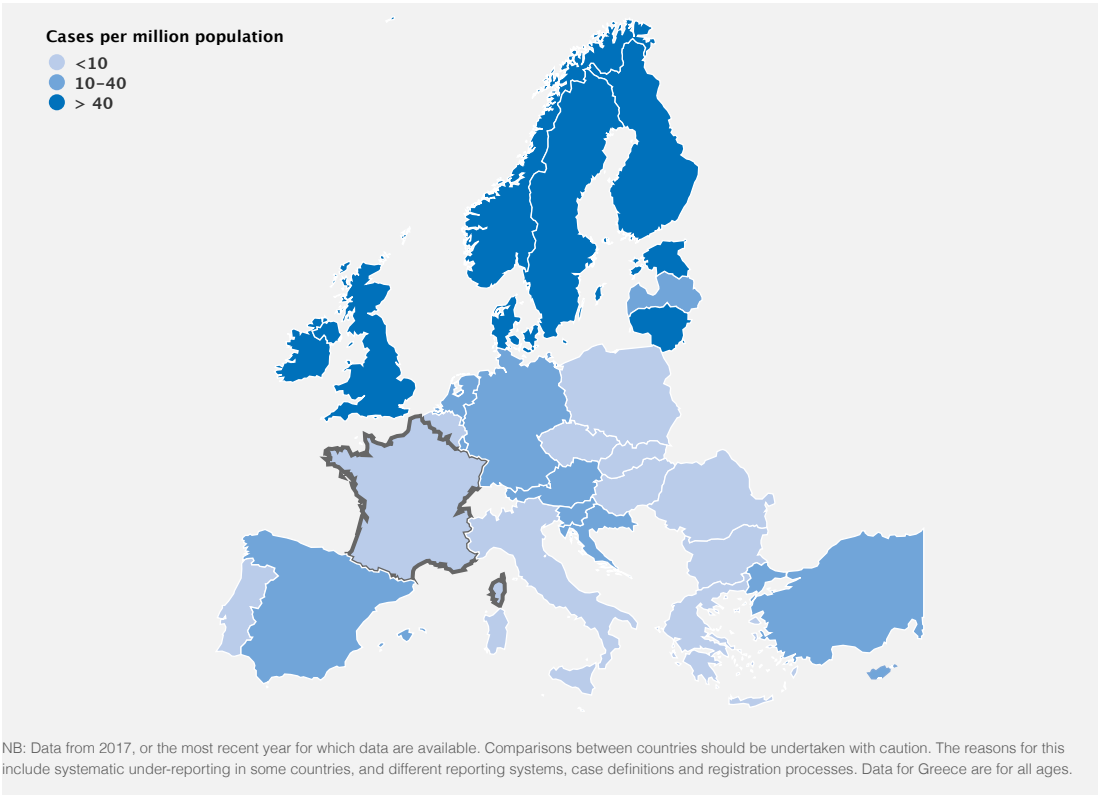 Cases per million population
<10
10–40
> 40
NB: Data from 2017, or the most recent year for which data are available. Comparisons between countries should be undertaken with caution. The reasons for this
include systematic under-reporting in some countries, and different reporting systems, case definitions and registration processes. Data for Greece are for all ages.